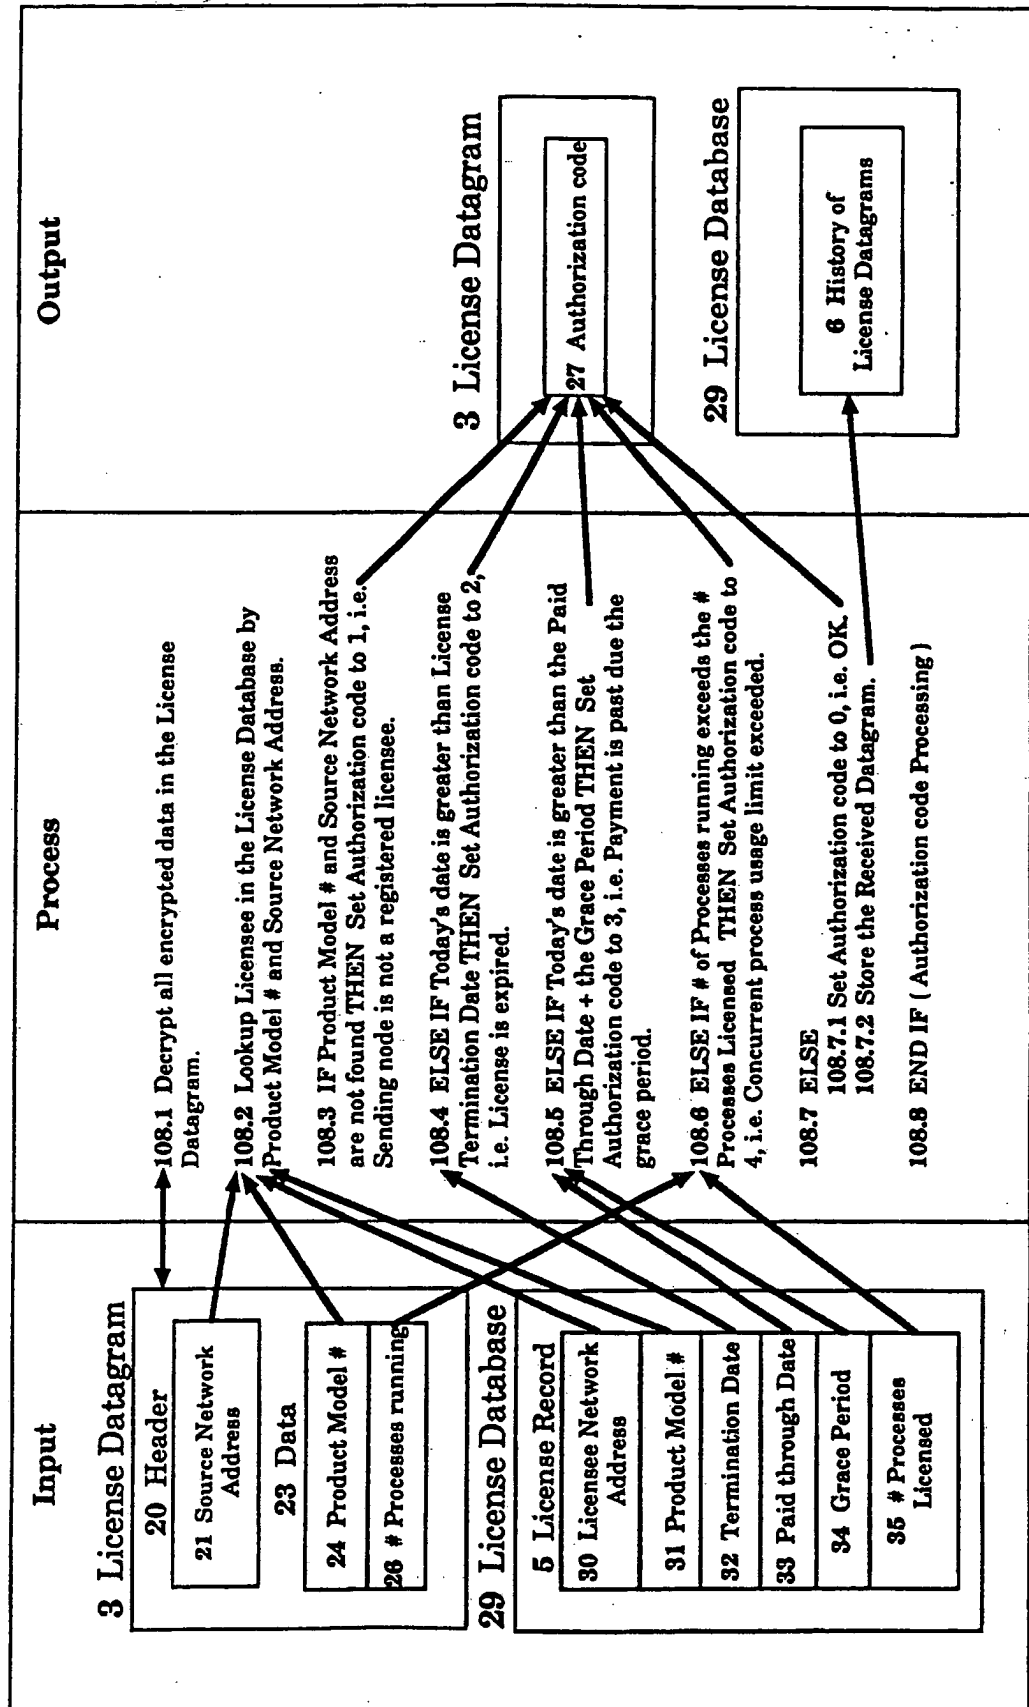 Input
3 License Datagram
20 Header
21 Source Network
Address
23 Data
24 Product Model #
26 # Processes running
29 License Database
5 License Record
30 Licensee Network
Address
31 Product Model #
32 Termination Date
33 Paid through Date
34 Grace Period
35 # Processes
Licensed
Process
108.1 Decrypt all encrypted data in the License
Datagram.
108.2 Lookup Licensee in the License Database by
Product Model # and Source Network Address.
108.3 IF Product Model # and Source Network Address
are not found THEN Set Authorization code to 1, i.e.
Sending node is not a registered licensee.
108.4 ELSE IF Today's date is greater than License
Termination Date THEN Set Authorization code to 2,
i.e. License is expired.
108.5 ELSE IF Today's date is greater than the Paid
Through Date + the Grace Period THEN Set
Authorization code to 3, i.e. Payment is past due the
grace period.
108.6 ELSE IF # of Processes running exceeds the #
Processes Licensed THEN Set Authorization code to
4, i.e. Concurrent process usage limit exceeded.
108.7 ELSE
108.7.1 Set Authorization code to 0, i.e. OK.
108.7.2 Store the Received Datagram.
108.8 END IF ( Authorization code Processing )
Output
3 License Datagram
27 Authorization code
29 License Database
6 History of
License Datagrams